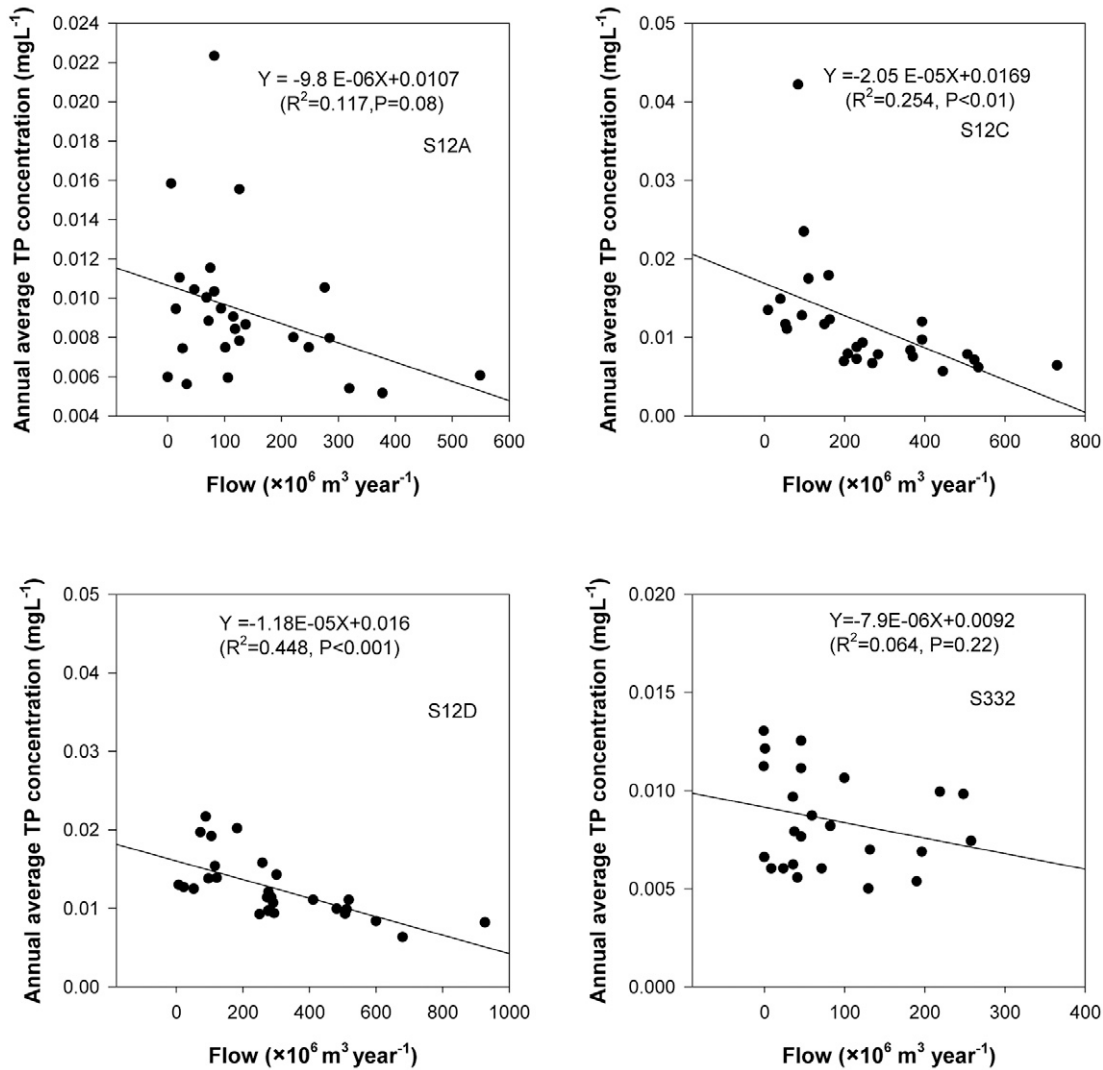 Annual average TP concentration (mgL⁻¹)
0.024
0.022
0.020
0.018
0.016
0.014
0.012
0.010
0.008
0.006
0.004
Y = -9.8 E-06X+0.0107
(R²=0.117,P=0.08)
S12A
0 100 200 300 400 500 600
Flow (×10⁶ m³ year⁻¹)
Annual average TP concentration (mgL⁻¹)
0.05
0.04
0.03
0.02
0.01
0.00
Y =-2.05 E-05X+0.0169
(R²=0.254, P<0.01)
S12C
0 200 400 600 800
Flow (×10⁶ m³ year⁻¹)
Annual average TP concentration (mgL⁻¹)
0.05
0.04
0.03
0.02
0.01
0.00
Y =-1.18E-05X+0.016
(R²=0.448, P<0.001)
S12D
0 200 400 600 800 1000
Flow (×10⁶ m³ year⁻¹)
Annual average TP concentration (mgL⁻¹)
0.020
0.015
0.010
0.005
0.000
Y=-7.9E-06X+0.0092
(R²=0.064, P=0.22)
S332
0 100 200 300 400
Flow (×10⁶ m³ year⁻¹)